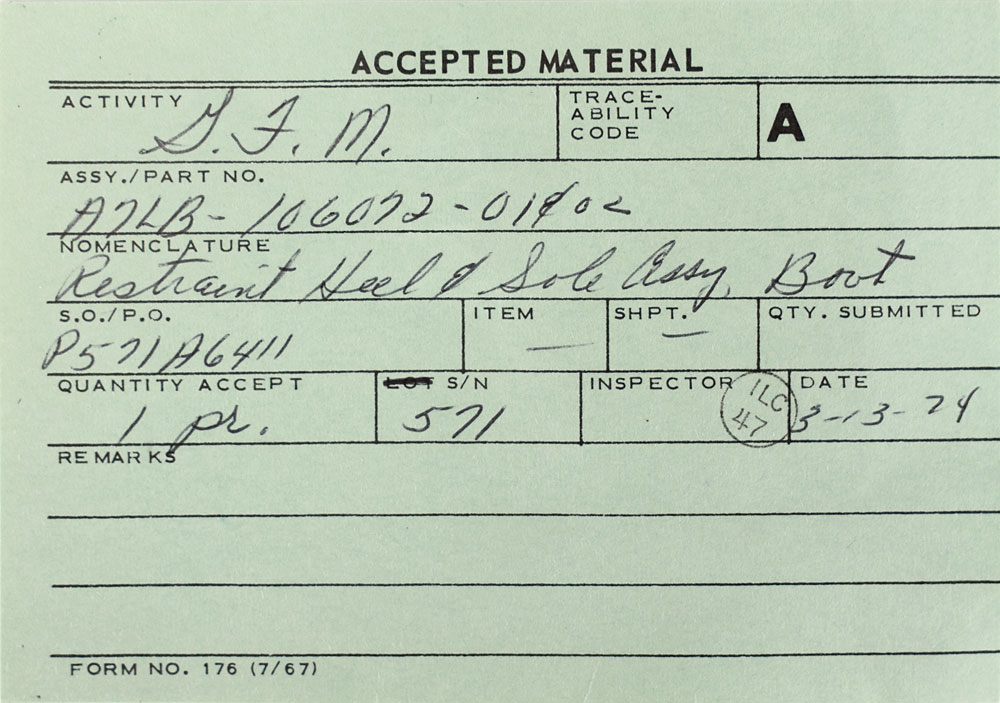 ACCEPTED MATERIAL
ACTIVITY G. F. M.
TRACE-
ABILITY
CODE
A
ASSY./PART NO.
A7LB-106072-01&02
NOMENCLATURE
Restraint Heel & Sole Assy, Boot
S.O./P.O. ITEM SHPT. QTY. SUBMITTED
P571A6411 — —
QUANTITY ACCEPT LOT S/N INSPECTOR DATE
1 pr. 571 ILC 47 3-13-74
REMARKS
FORM NO. 176 (7/67)